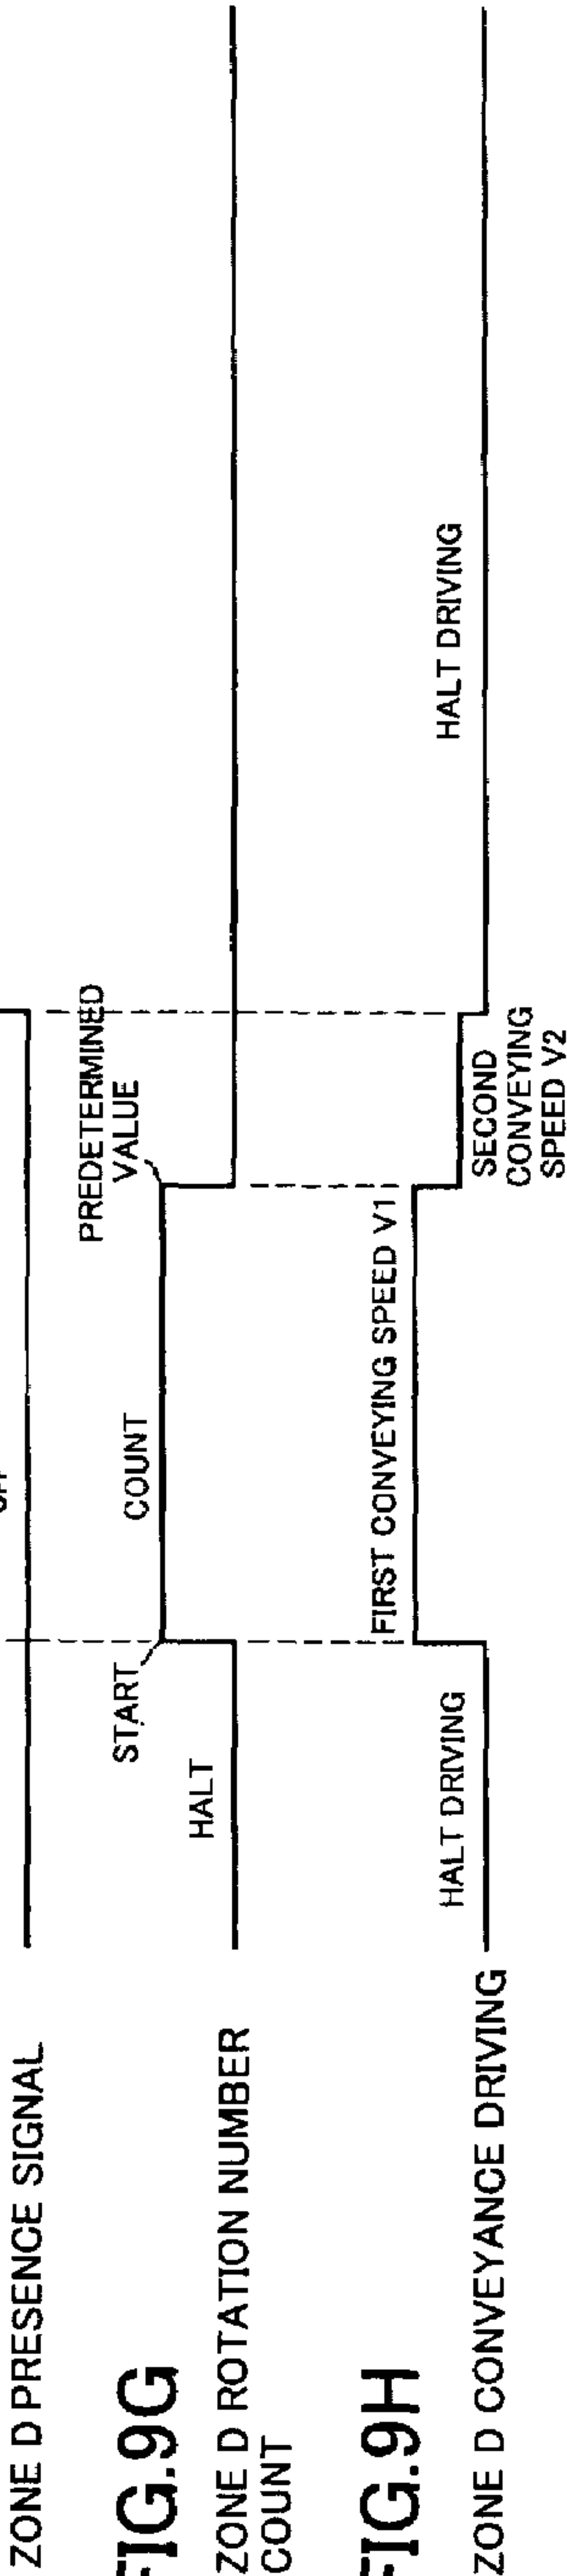 ZONE D PRESENCE SIGNAL
FIG.9G
ZONE D ROTATION NUMBER
COUNT
HALT
START
COUNT
PREDETERMINED
VALUE
FIG.9H
ZONE D CONVEYANCE DRIVING
HALT DRIVING
FIRST CONVEYING SPEED V1
SECOND
CONVEYING
SPEED V2
HALT DRIVING